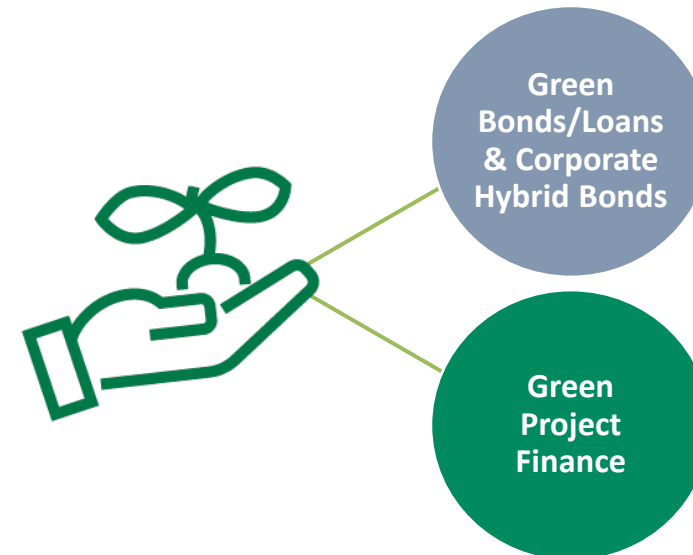 Green
Bonds/Loans
& Corporate
Hybrid Bonds
Green
Project
Finance